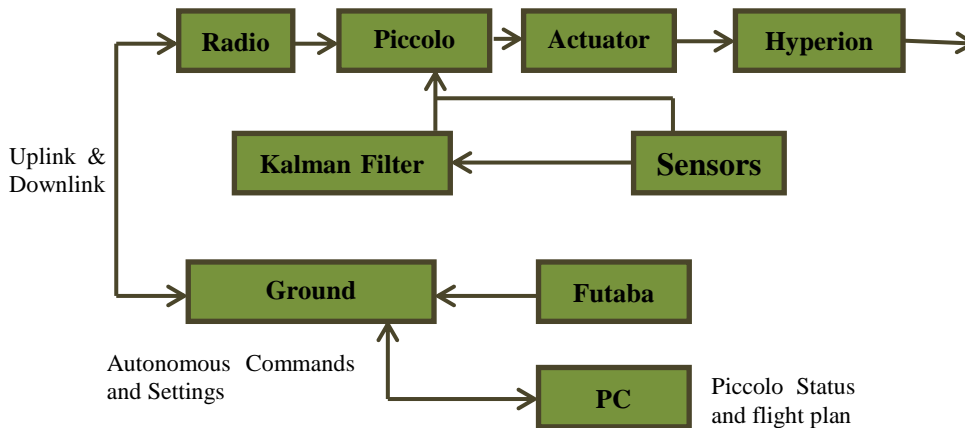 Radio
Piccolo
Actuator
Hyperion
Uplink &
Downlink
Kalman Filter
Sensors
Ground
Futaba
Autonomous Commands
and Settings
PC
Piccolo Status
and flight plan